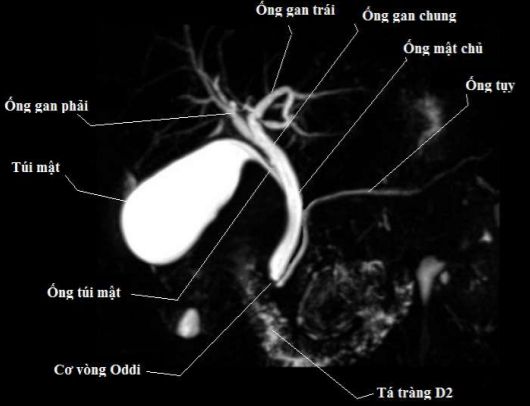 Ống gan trái
Ống gan chung
Ống mật chủ
Ống tụy
Ống gan phải
Túi mật
Ống túi mật
Cơ vòng Oddi
Tá tràng D2